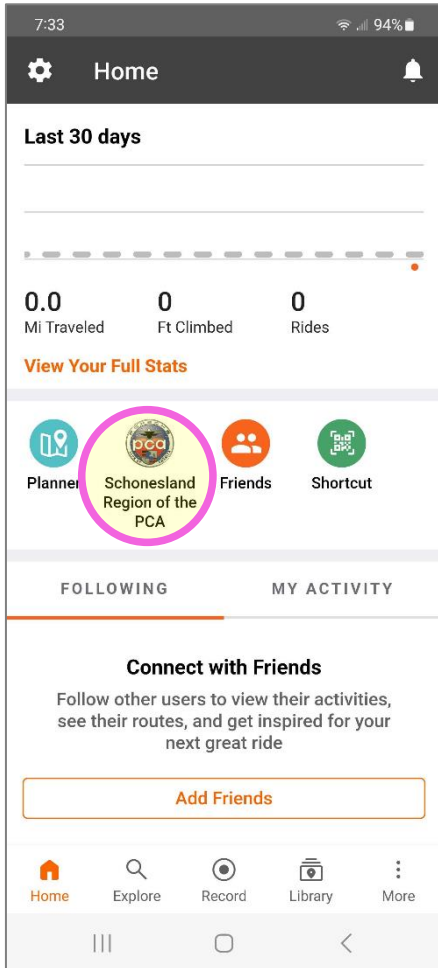 7:33
94%
Home
Last 30 days
0.0
0
0
Mi Traveled
Ft Climbed
Rides
View Your Full Stats
pca
Planner
Schonesland
Region of the
PCA
Friends
Shortcut
FOLLOWING
MY ACTIVITY
Connect with Friends
Follow other users to view their activities,
see their routes, and get inspired for your
next great ride
Add Friends
Home
Explore
Record
Library
More